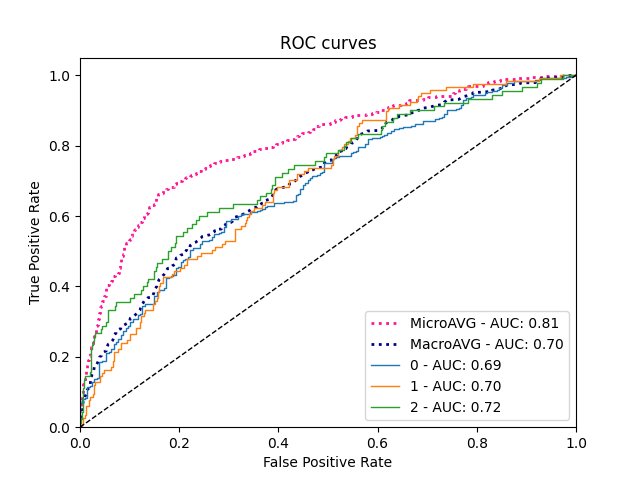 ROC curves
1.0
0.8
0.6
0.4
0.2
0.0
True Positive Rate
MicroAVG - AUC: 0.81
MacroAVG - AUC: 0.70
0 - AUC: 0.69
1 - AUC: 0.70
2 - AUC: 0.72
0.0 0.2 0.4 0.6 0.8 1.0
False Positive Rate